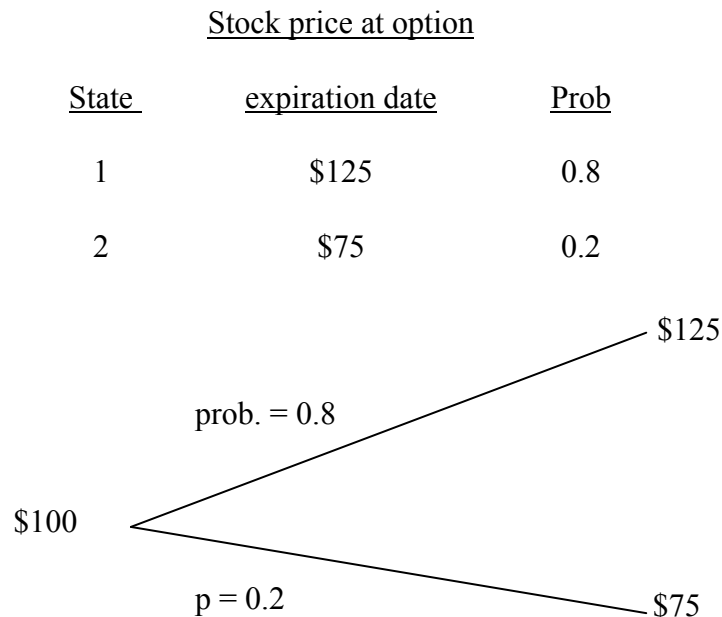 Stock price at option
State expiration date Prob
1 $125 0.8
2 $75 0.2
$125
prob. = 0.8
$100
p = 0.2
$75